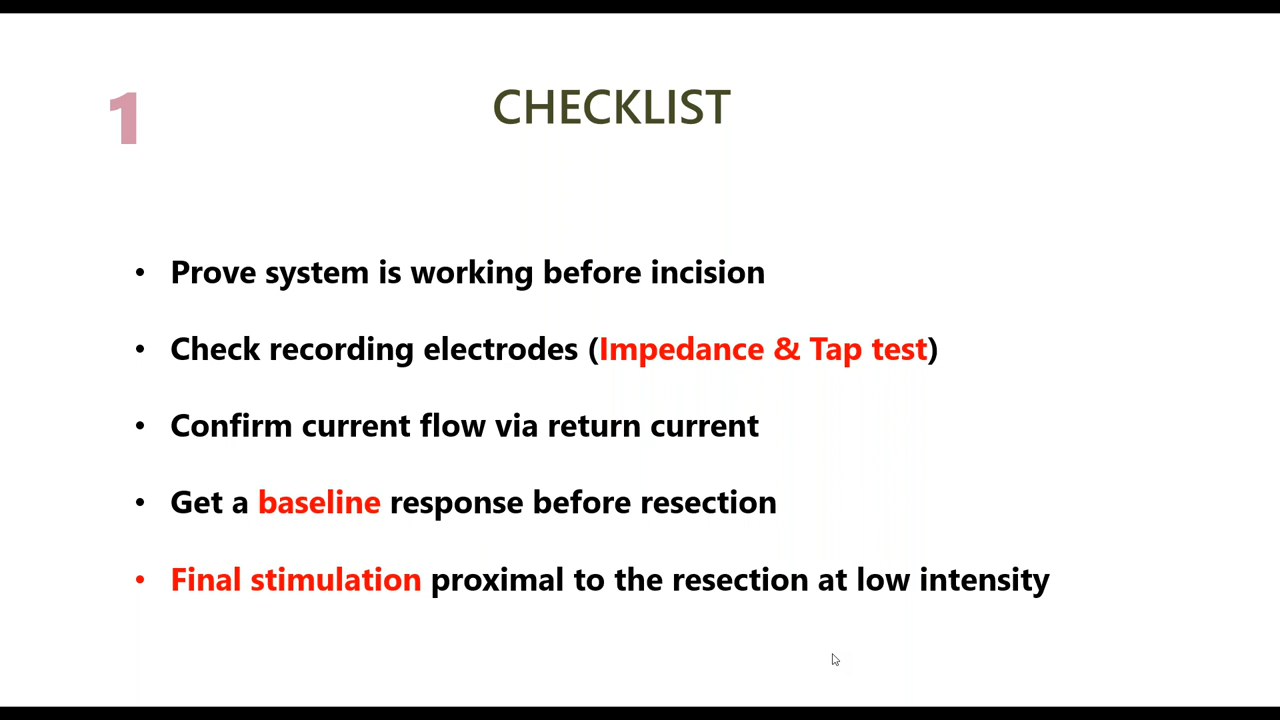 1
CHECKLIST
• Prove system is working before incision
• Check recording electrodes (Impedance & Tap test)
• Confirm current flow via return current
• Get a baseline response before resection
• Final stimulation proximal to the resection at low intensity